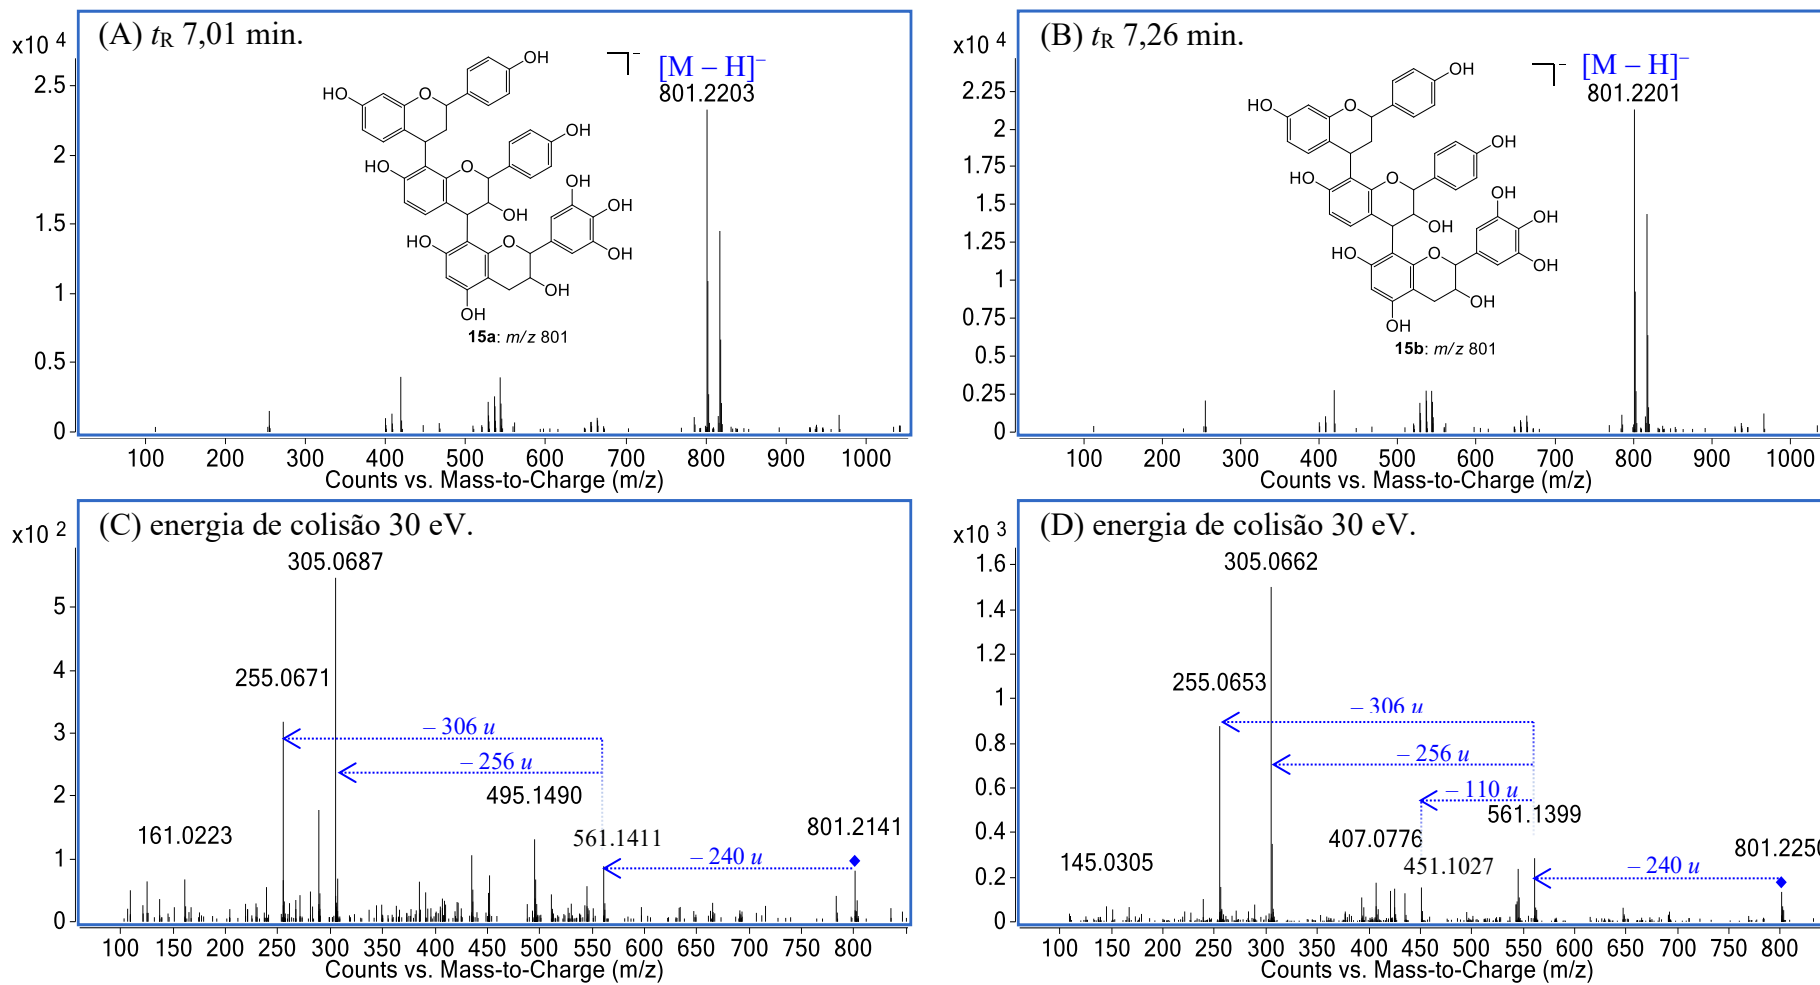 (A) tR 7,01 min.
x10 4
[M – H]–
801.2203
2.5
2
1.5
1
0.5
0
OH
HO
O
OH
HO
O
OH
OH
OH
HO
O
OH
OH
OH
–
15a: m/z 801
100 200 300 400 500 600 700 800 900 1000
Counts vs. Mass-to-Charge (m/z)
(B) tR 7,26 min.
x10 4
[M – H]–
801.2201
2.25
2
1.75
1.5
1.25
1
0.75
0.5
0.25
0
OH
HO
O
OH
HO
O
OH
OH
OH
HO
O
OH
OH
OH
–
15b: m/z 801
100 200 300 400 500 600 700 800 900 1000
Counts vs. Mass-to-Charge (m/z)
(C) energia de colisão 30 eV.
x10 2
305.0687
5
4
3
2
1
0
255.0671
– 306 u
– 256 u
495.1490
161.0223
561.1411
801.2141
– 240 u
100 150 200 250 300 350 400 450 500 550 600 650 700 750 800
Counts vs. Mass-to-Charge (m/z)
(D) energia de colisão 30 eV.
x10 3
305.0662
1.6
1.4
1.2
1
0.8
0.6
0.4
0.2
0
255.0653
– 306 u
– 256 u
– 110 u
561.1399
407.0776
451.1027
145.0305
801.2250
– 240 u
100 150 200 250 300 350 400 450 500 550 600 650 700 750 800
Counts vs. Mass-to-Charge (m/z)